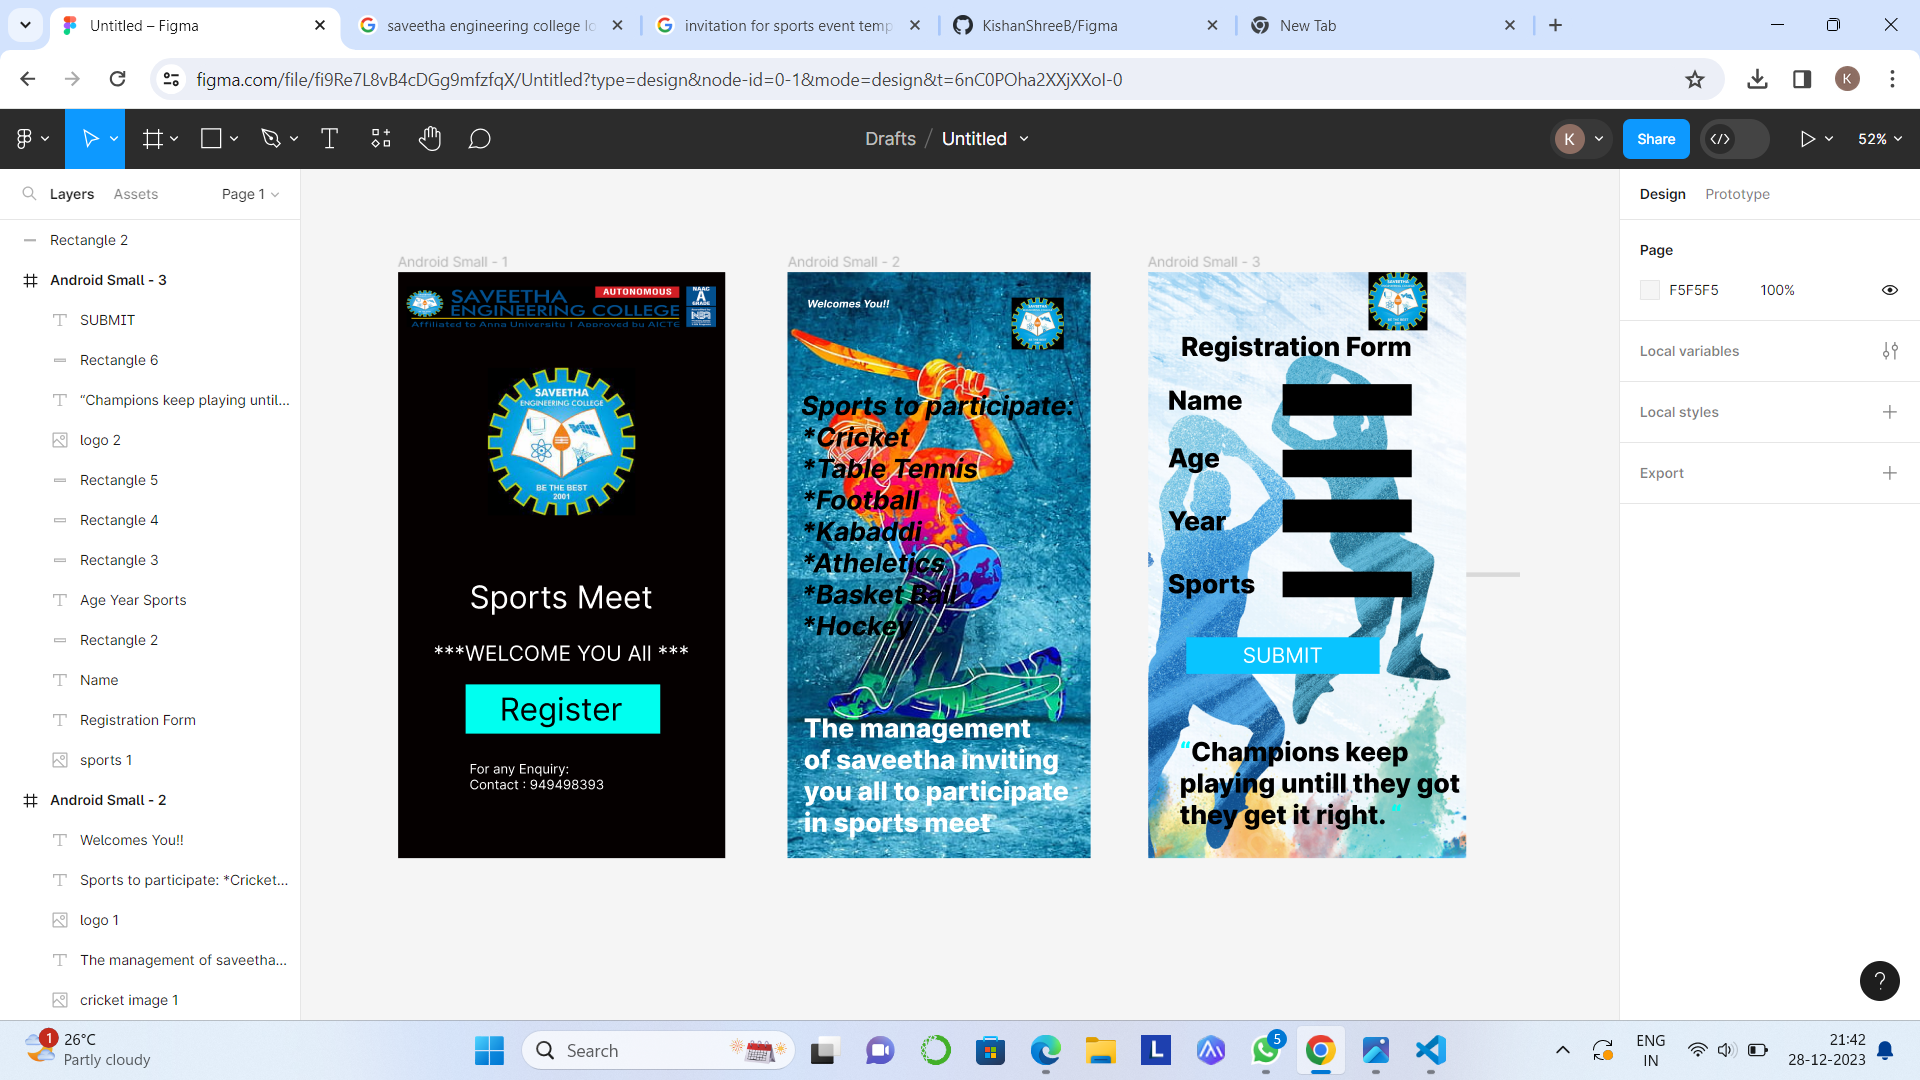 Untitled – Figma
saveetha engineering college lo
invitation for sports event temp
KishanShreeB/Figma
New Tab
figma.com/file/fi9Re7L8vB4cDGg9mfzfqX/Untitled?type=design&node-id=0-1&mode=design&t=6nC0POha2XXjXXoI-0
K
Drafts / Untitled
K
Share
52%
Layers
Assets
Page 1
Rectangle 2
Android Small - 3
SUBMIT
Rectangle 6
“Champions keep playing until...
logo 2
Rectangle 5
Rectangle 4
Rectangle 3
Age Year Sports
Rectangle 2
Name
Registration Form
sports 1
Android Small - 2
Welcomes You!!
Sports to participate: *Cricket...
logo 1
The management of saveetha...
cricket image 1
Android Small - 1
SAVEETHA
ENGINEERING COLLEGE
AUTONOMOUS
NAAC
A
GRADE
Affiliated to Anna University | Approved by AICTE
SAVEETHA
ENGINEERING COLLEGE
BE THE BEST
2001
Sports Meet
***WELCOME YOU All ***
Register
For any Enquiry:
Contact : 949498393
Android Small - 2
Welcomes You!!
Sports to participate:
*Cricket
*Table Tennis
*Football
*Kabaddi
*Atheletics
*Basket Ball
*Hockey
The management
of saveetha inviting
you all to participate
in sports meet
Android Small - 3
Registration Form
Name
Age
Year
Sports
SUBMIT
“Champions keep
playing untill they got
they get it right. “
Design
Prototype
Page
F5F5F5
100%
Local variables
Local styles
Export
?
1
26°C
Partly cloudy
Search
L
5
ENG
IN
21:42
28-12-2023